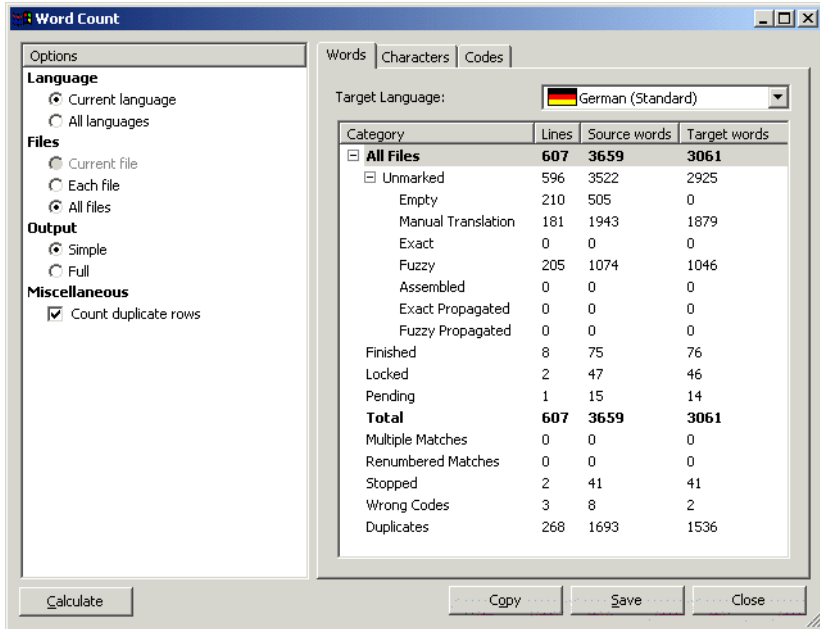 Word Count
Options
Language
Current language
All languages
Files
Current file
Each file
All files
Output
Simple
Full
Miscellaneous
Count duplicate rows
Calculate
Words Characters Codes
Target Language: German (Standard)
Category Lines Source words Target words
All Files 607 3659 3061
Unmarked 596 3522 2925
Empty 210 505 0
Manual Translation 181 1943 1879
Exact 0 0 0
Fuzzy 205 1074 1046
Assembled 0 0 0
Exact Propagated 0 0 0
Fuzzy Propagated 0 0 0
Finished 8 75 76
Locked 2 47 46
Pending 1 15 14
Total 607 3659 3061
Multiple Matches 0 0 0
Renumbered Matches 0 0 0
Stopped 2 41 41
Wrong Codes 3 8 2
Duplicates 268 1693 1536
Copy Save Close